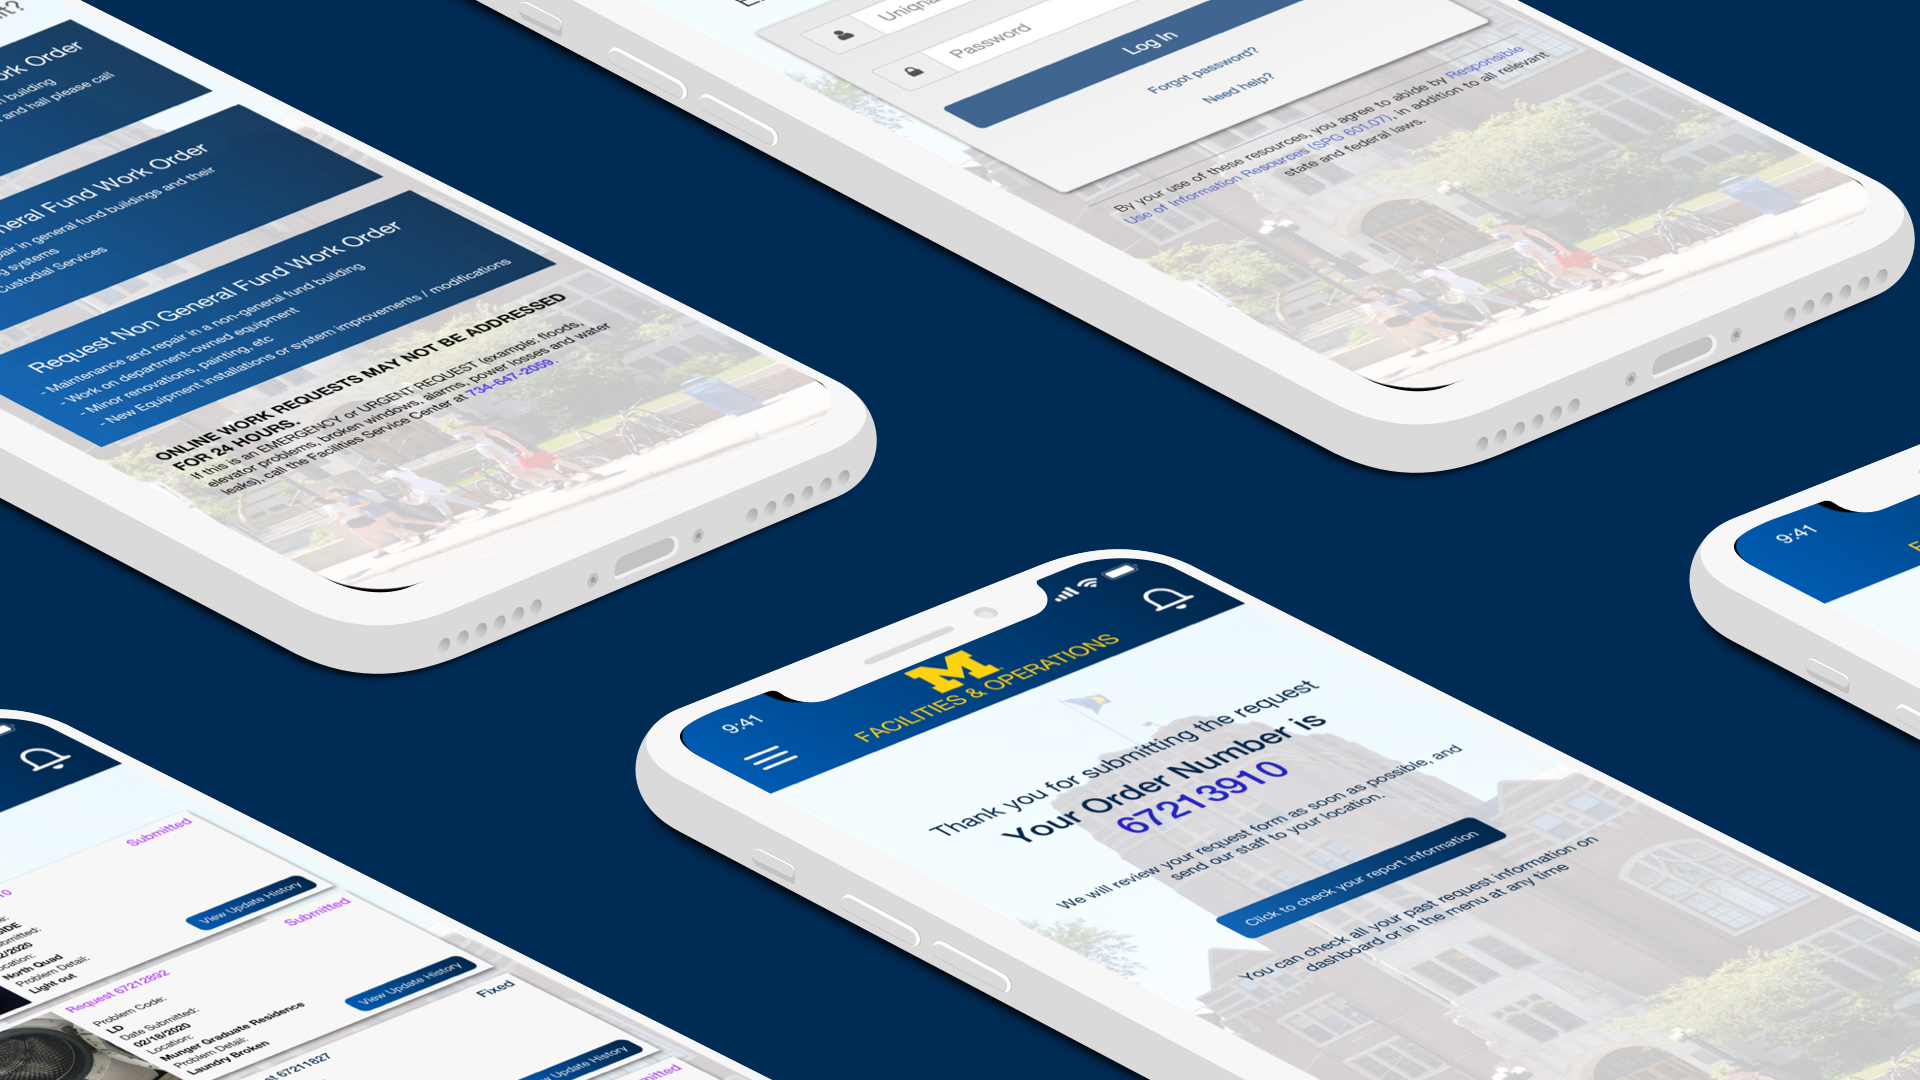 t?
rk Order
n building
and hall please call
neral Fund Work Order
pair in general fund buildings and their
g systems
Custodial Services
Request Non General Fund Work Order
- Maintenance and repair in a non-general fund building
- Work on department-owned equipment
- Minor renovations, painting, etc
- New Equipment installations or system improvements / modifications
ONLINE WORK REQUESTS MAY NOT BE ADDRESSED
FOR 24 HOURS.
If this is an EMERGENCY or URGENT REQUEST (example: floods,
elevator problems, broken windows, alarms, power losses and water
leaks), call the Facilities Service Center at 734-647-2059.
Uniqna
Password
Log In
Forgot password?
Need help?
By your use of these resources, you agree to abide by Responsible
Use of Information Resources (SPG 601.07), in addition to all relevant
state and federal laws.
9:41
M
FACILITIES & OPERATIONS
Thank you for submitting the request
Your Order Number is
67213910
We will review your request form as soon as possible, and
send our staff to your location.
Click to check your report information
You can check all your past request information on
dashboard or in the menu at any time
9:41
F
Submitted
10
e:
SIDE
bmitted:
2/2020
ocation:
North Quad
Problem Detail:
Light out
View Update History
Submitted
Request 67212892
Problem Code:
LD
Date Submitted:
02/18/2020
Location:
Munger Graduate Residence
Problem Detail:
Laundry Broken
View Update History
Fixed
st 67211827
w Update History
mitted